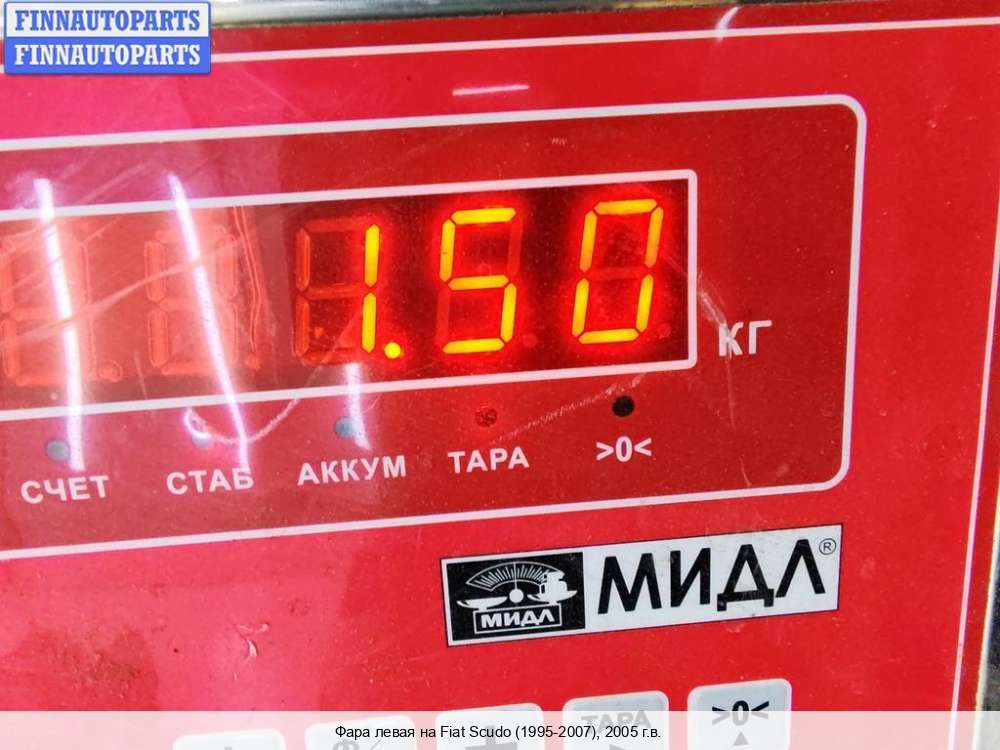 FINNAUTOPARTS
FINNAUTOPARTS
1.50
КГ
СЧЕТ СТАБ АККУМ ТАРА >0<
МИДЛ МИДЛ®
ТАРА >0<
Фара левая на Fiat Scudo (1995-2007), 2005 г.в.